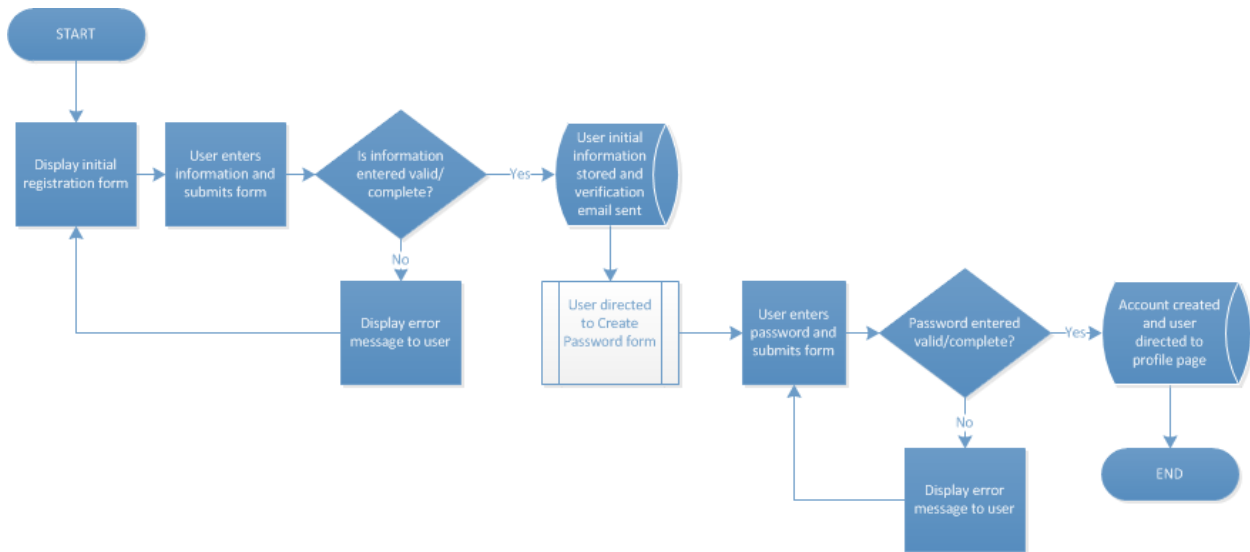 START
Display initial
registration form
User enters
information and
submits form
Is information
entered valid/
complete?
Yes
User initial
information
stored and
verification
email sent
No
Display error
message to user
User directed
to Create
Password form
User enters
password and
submits form
Password entered
valid/complete?
Yes
Account created
and user
directed to
profile page
No
Display error
message to user
END